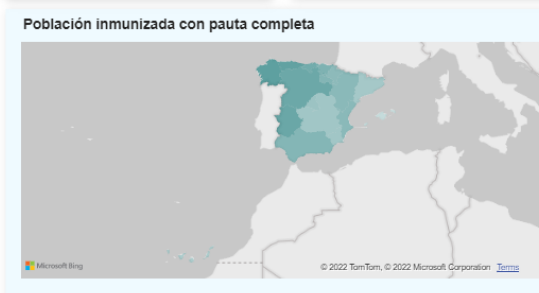 Población inmunizada con pauta completa
Microsoft Bing
© 2022 TomTom, © 2022 Microsoft Corporation Terms